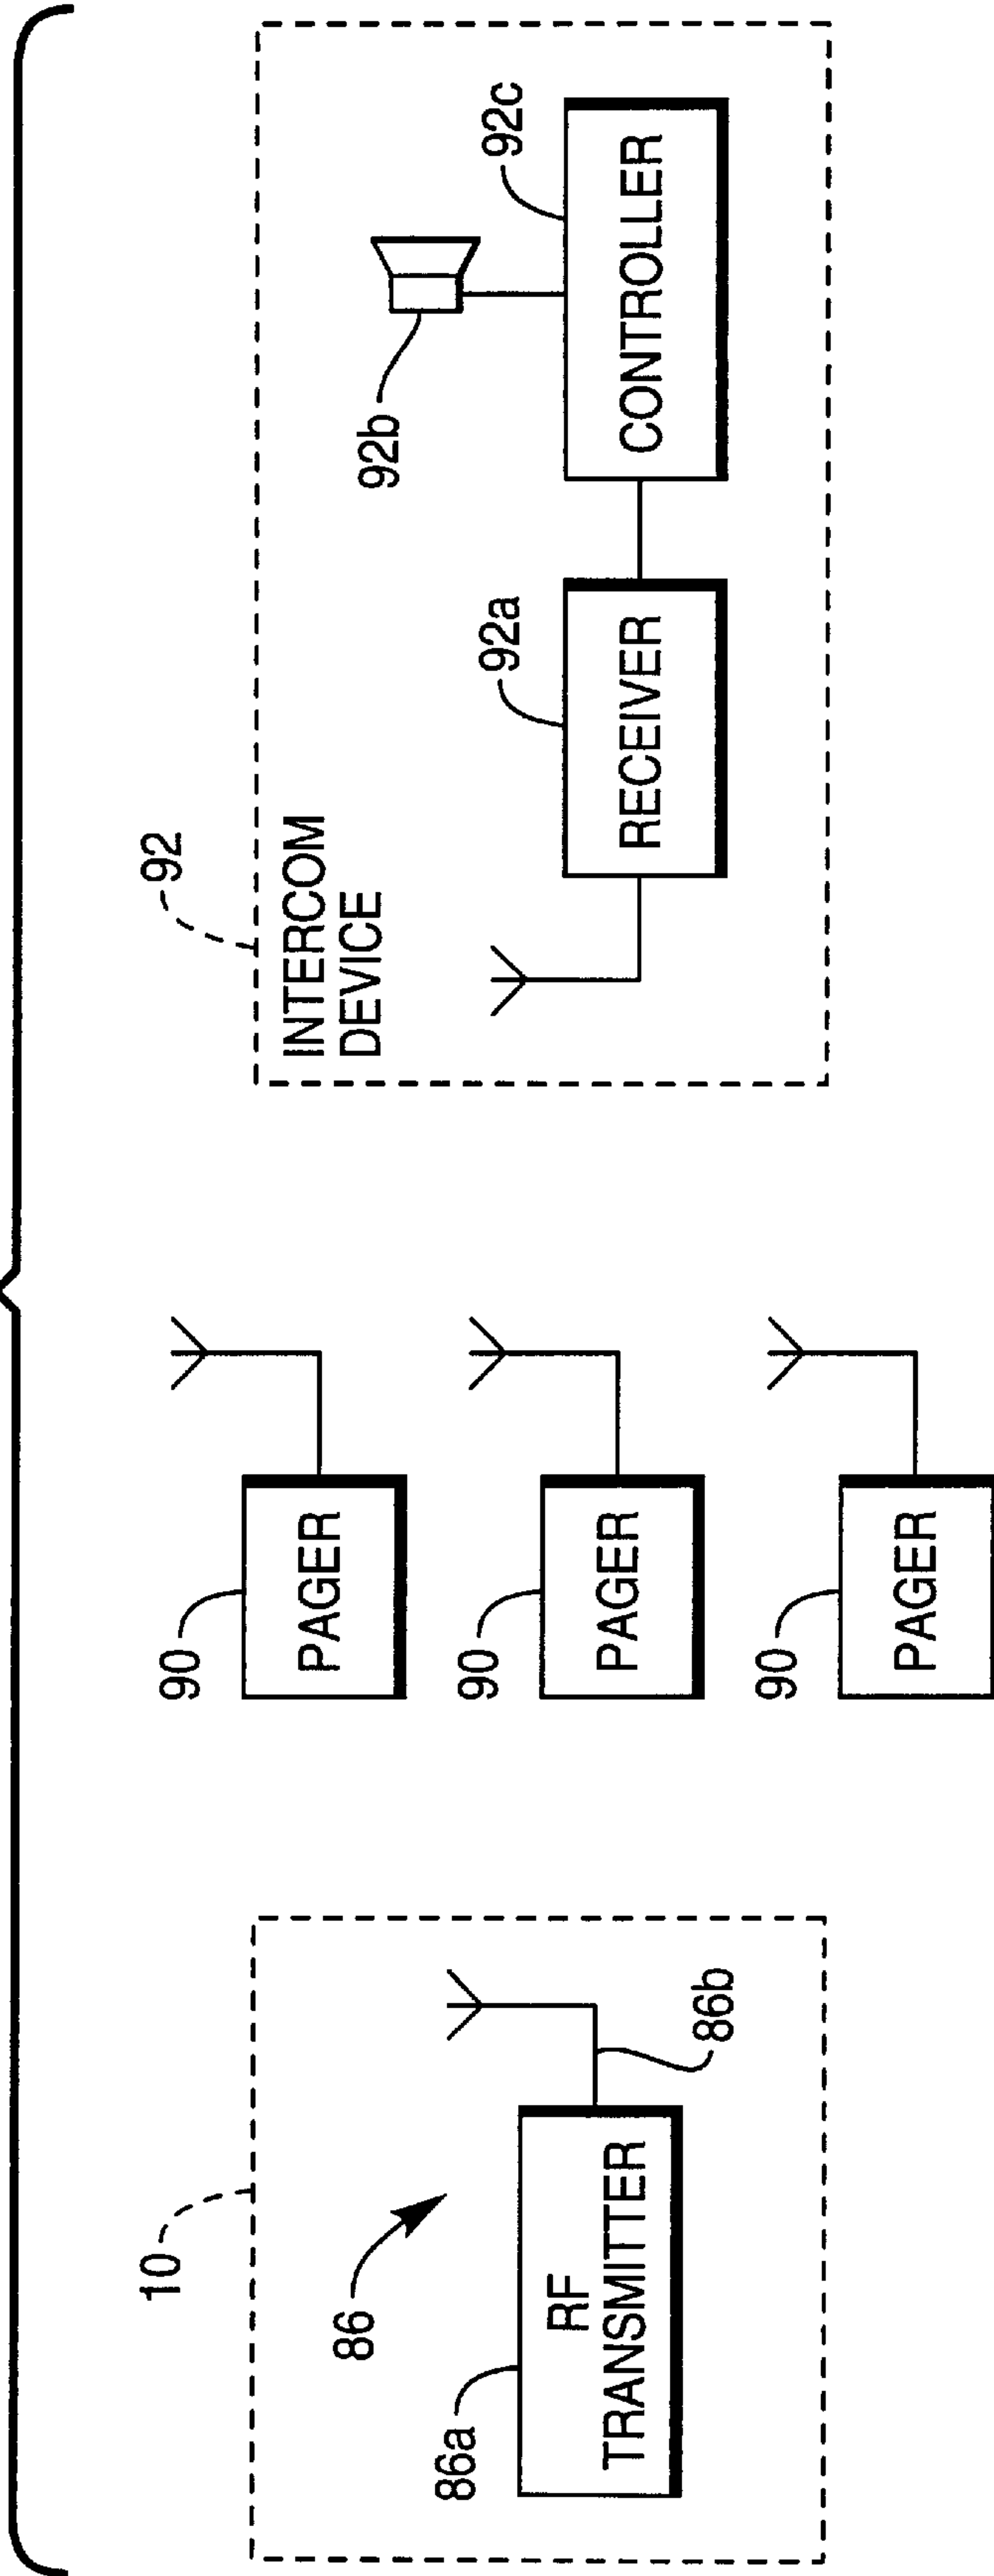 10
86
86a
RF
TRANSMITTER
86b
90
PAGER
90
PAGER
90
PAGER
92
INTERCOM
DEVICE
92a
RECEIVER
92b
92c
CONTROLLER